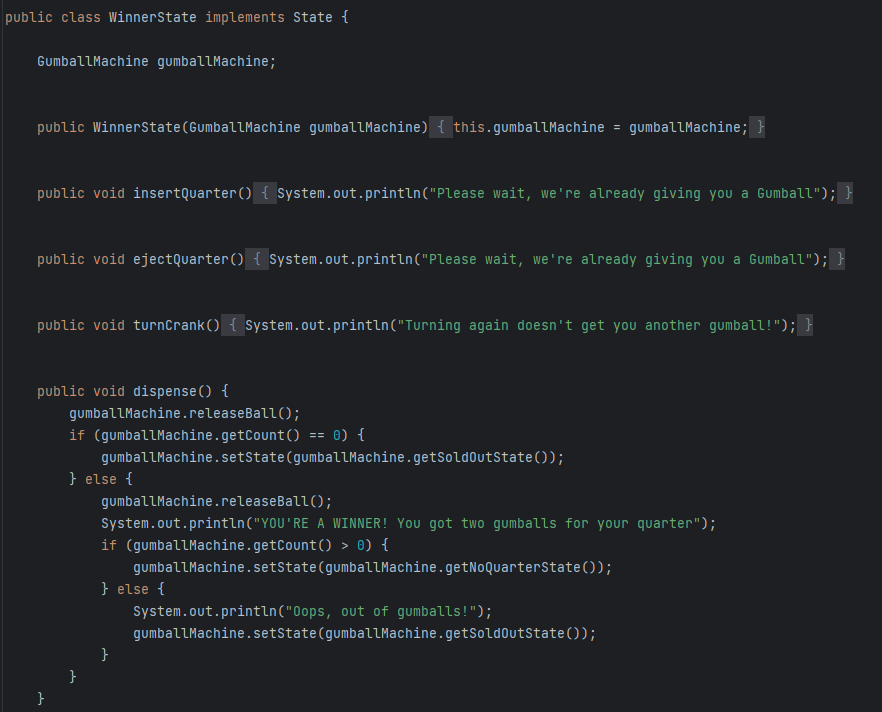 public class WinnerState implements State {
    GumballMachine gumballMachine;
    public WinnerState(GumballMachine gumballMachine) { this.gumballMachine = gumballMachine; }
    public void insertQuarter() { System.out.println("Please wait, we're already giving you a Gumball"); }
    public void ejectQuarter() { System.out.println("Please wait, we're already giving you a Gumball"); }
    public void turnCrank() { System.out.println("Turning again doesn't get you another gumball!"); }
    public void dispense() {
        gumballMachine.releaseBall();
        if (gumballMachine.getCount() == 0) {
            gumballMachine.setState(gumballMachine.getSoldOutState());
        } else {
            gumballMachine.releaseBall();
            System.out.println("YOU'RE A WINNER! You got two gumballs for your quarter");
            if (gumballMachine.getCount() > 0) {
                gumballMachine.setState(gumballMachine.getNoQuarterState());
            } else {
                System.out.println("Oops, out of gumballs!");
                gumballMachine.setState(gumballMachine.getSoldOutState());
            }
        }
    }